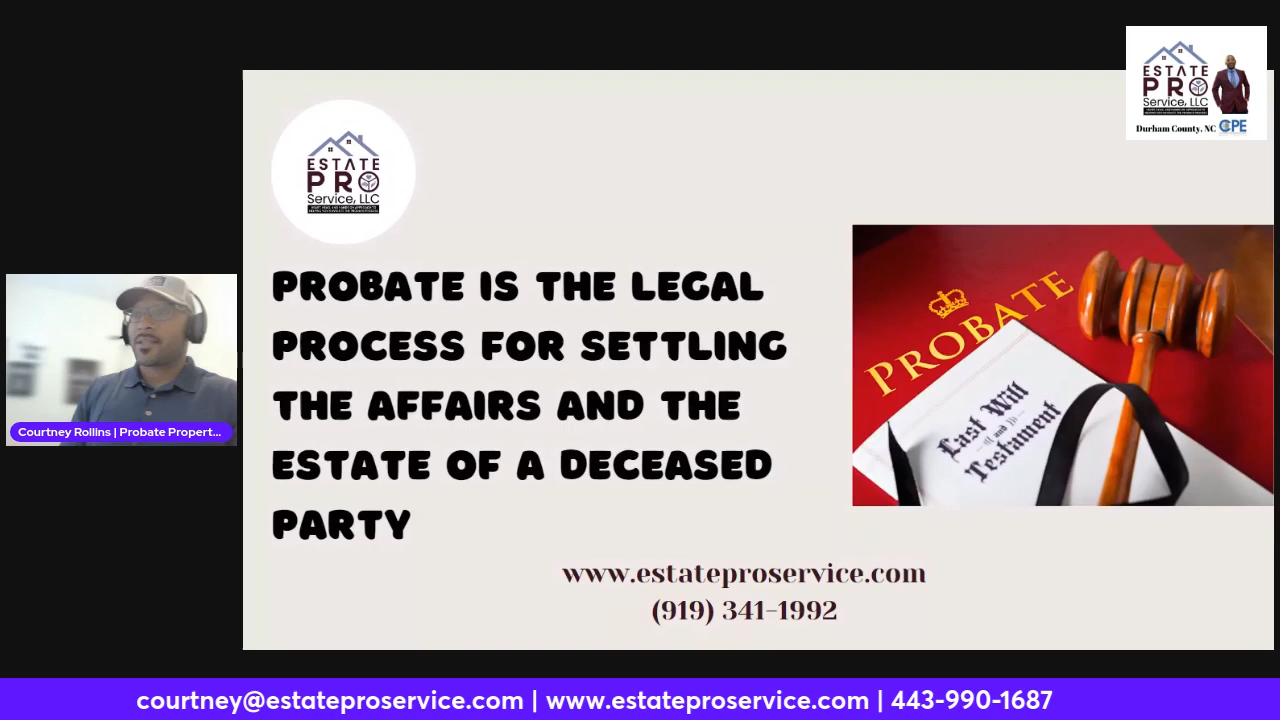 ESTATE
PRO
Service, LLC
Durham County, NC CPE
ESTATE
PRO
Service, LLC
PROBATE IS THE LEGAL
PROCESS FOR SETTLING
THE AFFAIRS AND THE
ESTATE OF A DECEASED
PARTY
PROBATE
Last Will
and
Testament
Courtney Rollins | Probate Propert...
www.estateproservice.com
(919) 341-1992
courtney@estateproservice.com | www.estateproservice.com | 443-990-1687